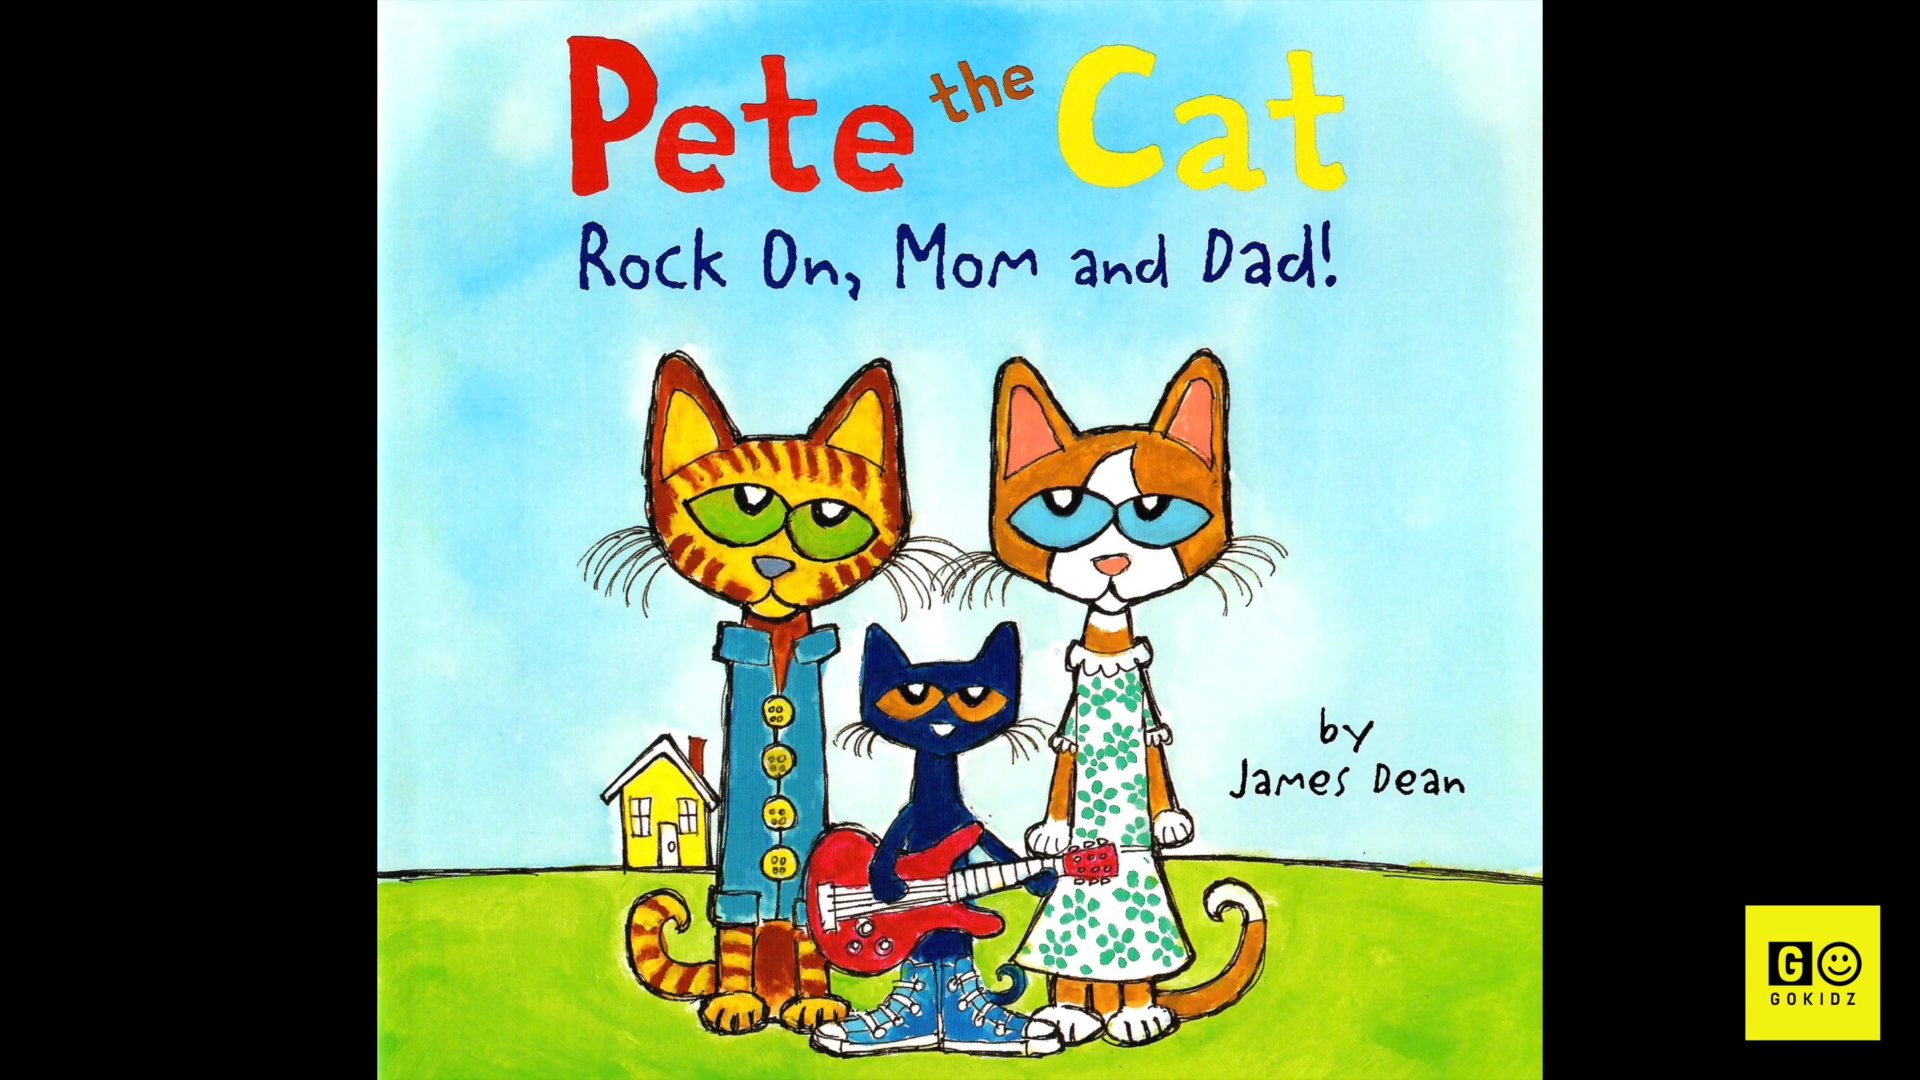 Pete the Cat
Rock On, Mom and Dad!
by
James Dean
GO
GOKIDZ